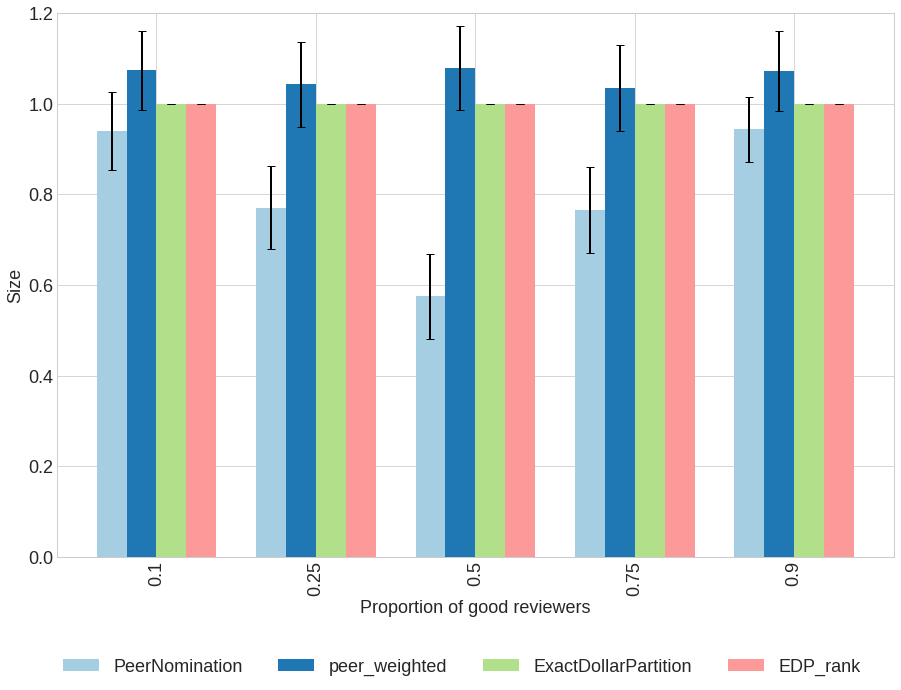 1.2
1.0
0.8
0.6
0.4
0.2
0.0
Size
0.1
0.25
0.5
0.75
0.9
Proportion of good reviewers
PeerNomination
peer_weighted
ExactDollarPartition
EDP_rank